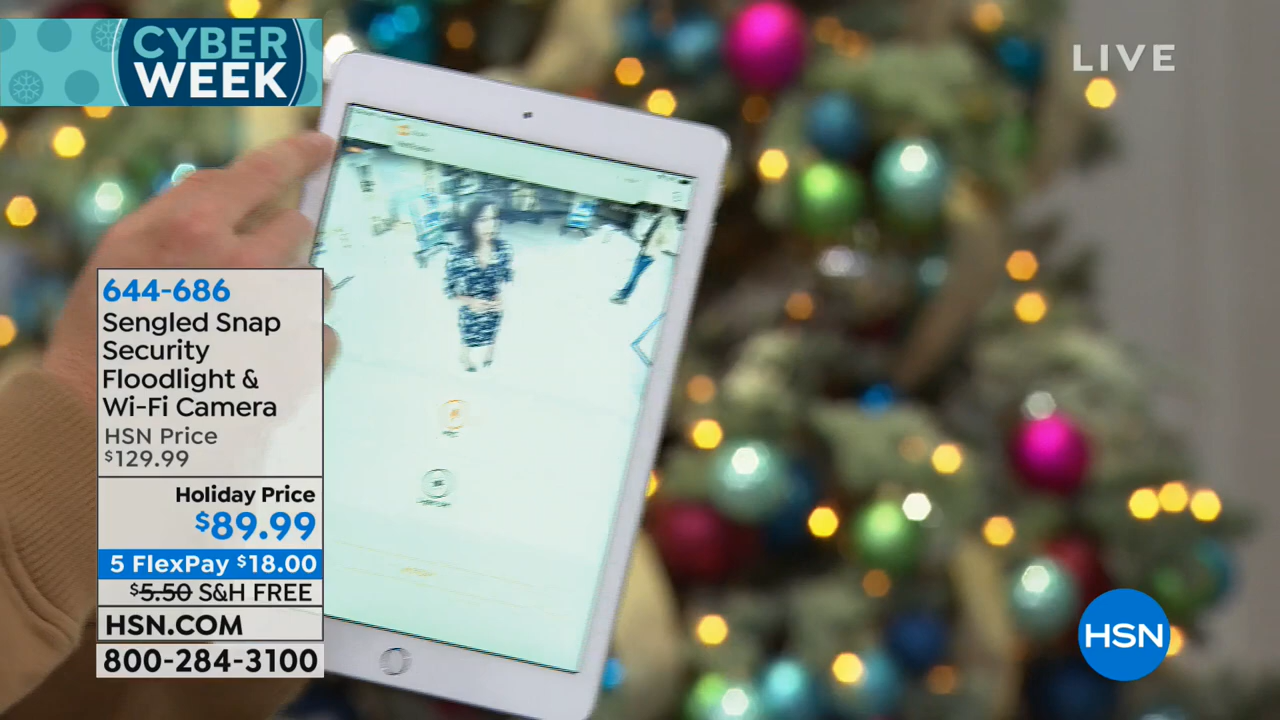 CYBER
WEEK
LIVE
644-686
Sengled Snap
Security
Floodlight &
Wi-Fi Camera
HSN Price
$129.99
Holiday Price
$89.99
5 FlexPay $18.00
$5.50 S&H FREE
HSN.COM
800-284-3100
HSN